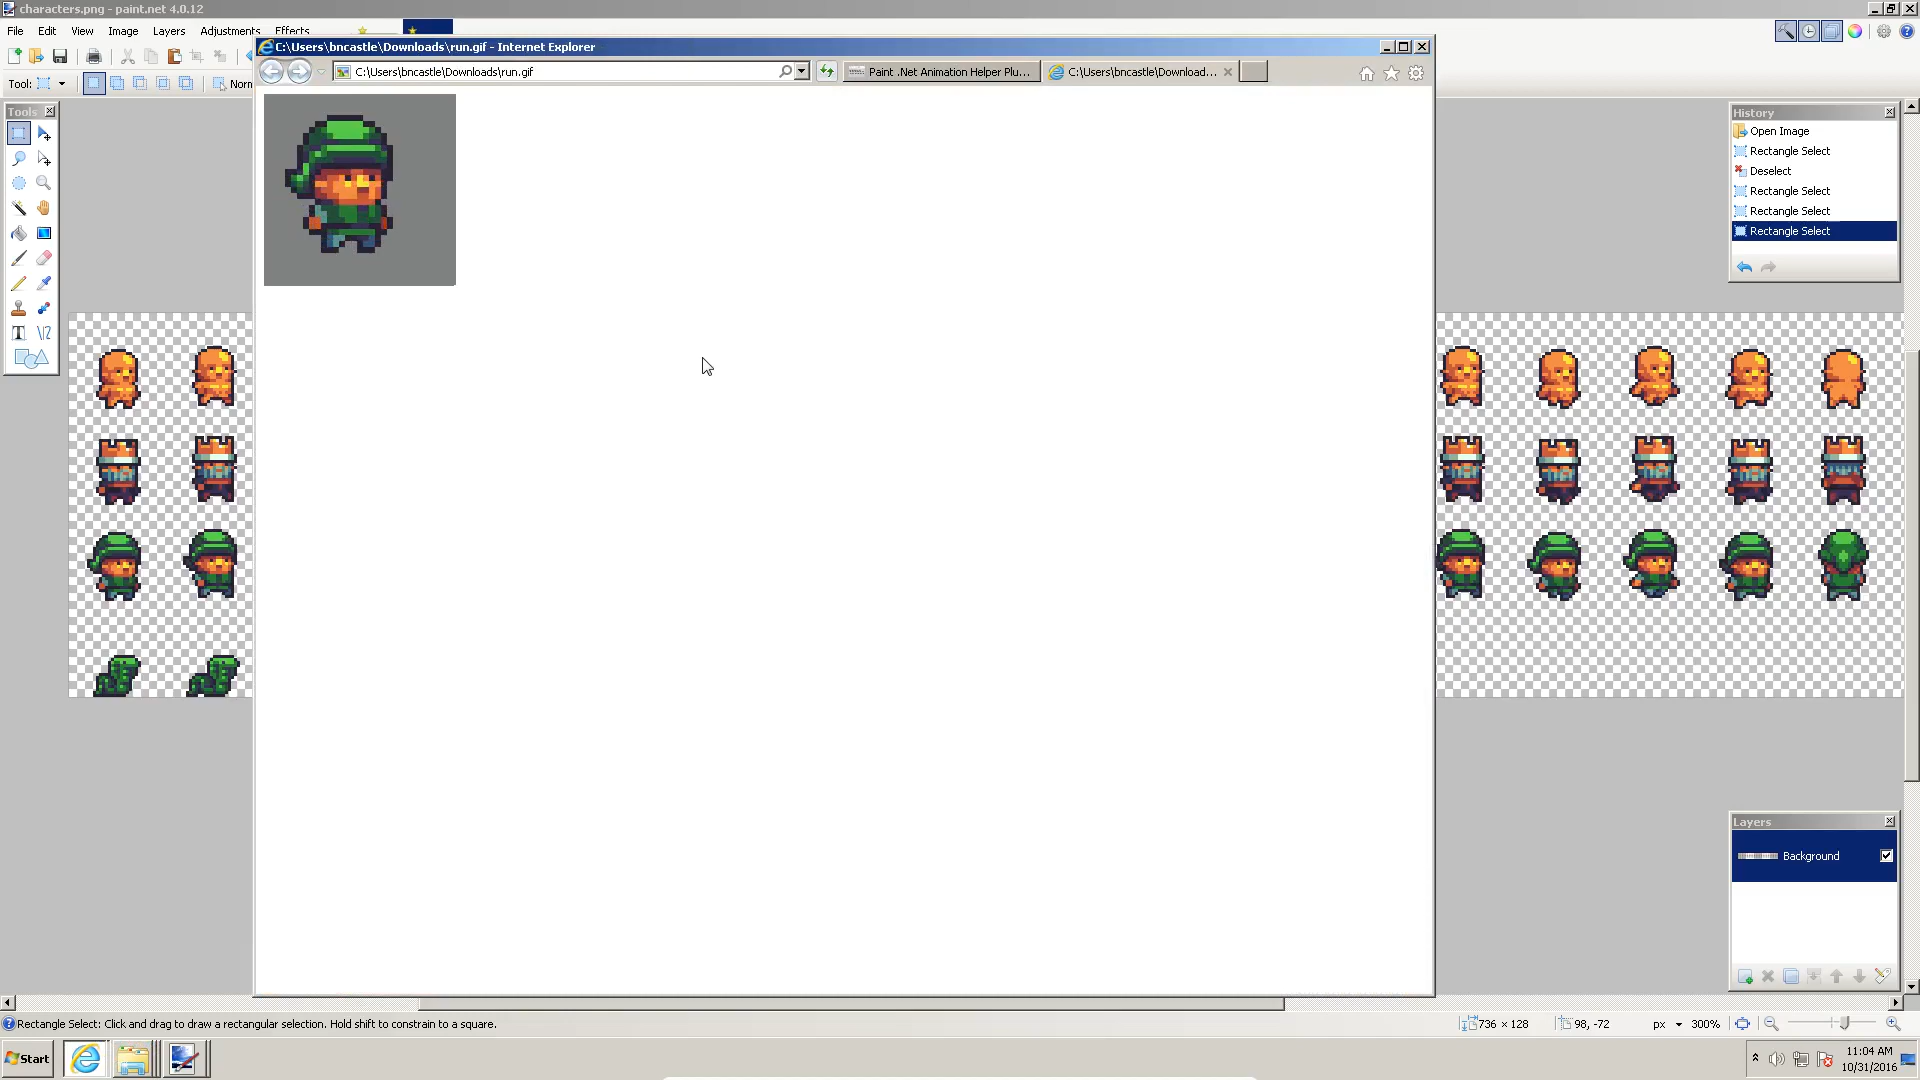 characters.png - paint.net 4.0.12
File Edit View Image Layers Adjustments Effects
C:\Users\bncastle\Downloads\run.gif - Internet Explorer
C:\Users\bncastle\Downloads\run.gif
Paint .Net Animation Helper Plu...
C:\Users\bncastle\Download...
Tool:
Norm
Tools
History
Open Image
Rectangle Select
Deselect
Rectangle Select
Rectangle Select
Rectangle Select
Layers
Background
Rectangle Select: Click and drag to draw a rectangular selection. Hold shift to constrain to a square.
736 × 128
98, -72
px
300%
Start
11:04 AM
10/31/2016